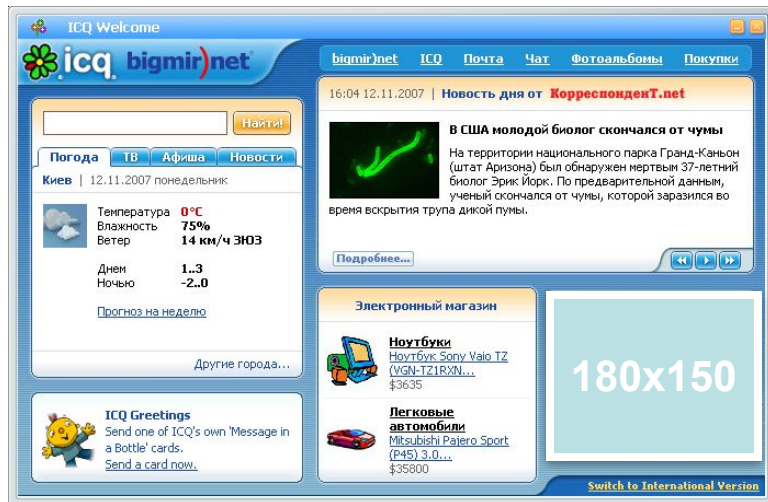 ICQ Welcome
icq bigmir)net
bigmir)net ICQ Почта Чат Фотоальбомы Покупки
Найти!
Погода ТВ Афиша Новости
Киев | 12.11.2007 понедельник
Температура 0°C
Влажность 75%
Ветер 14 км/ч ЗЮЗ
Днем 1..3
Ночью -2..0
Прогноз на неделю
Другие города...
ICQ Greetings
Send one of ICQ's own 'Message in
a Bottle' cards.
Send a card now.
16:04 12.11.2007 | Новость дня от КорреспонденТ.net
В США молодой биолог скончался от чумы
На территории национального парка Гранд-Каньон
(штат Аризона) был обнаружен мертвым 37-летний
биолог Эрик Йорк. По предварительной данным,
ученый скончался от чумы, которой заразился во
время вскрытия трупа дикой пумы.
Подробнее...
Электронный магазин
Ноутбуки
Ноутбук Sony Vaio TZ
(VGN-TZ1RXN...
$3635
Легковые
автомобили
Mitsubishi Pajero Sport
(P45) 3.0...
$35800
180x150
Switch to International Version